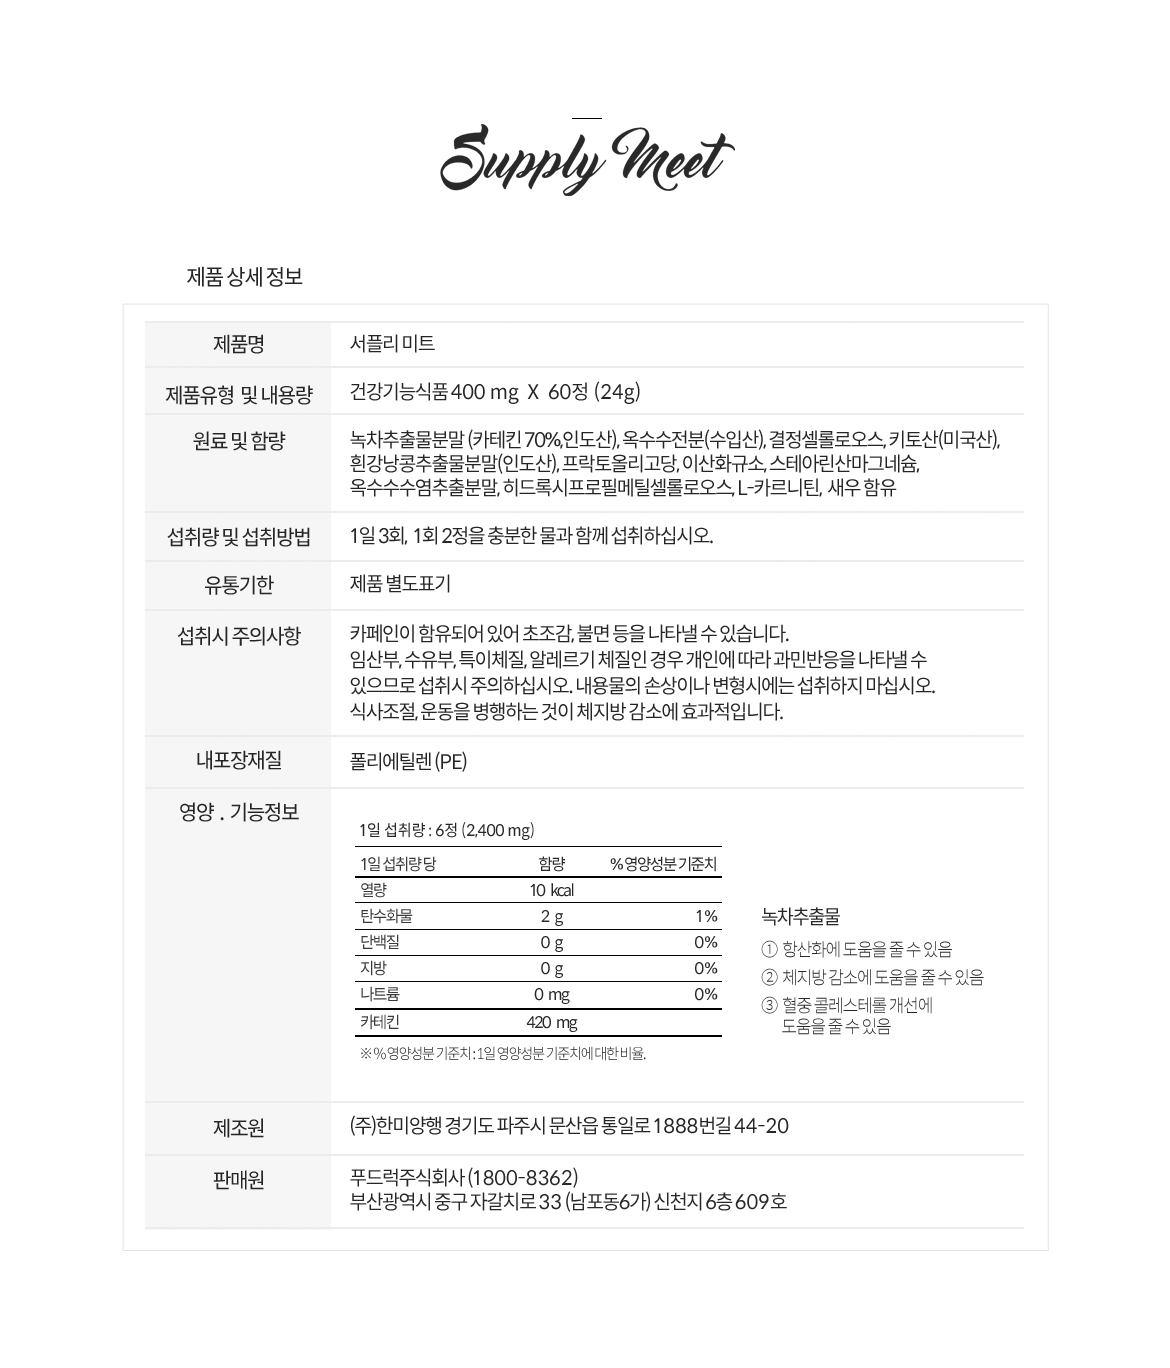 Supply Meet
제품 상세 정보
제품명 서플리 미트
제품유형 및 내용량 건강기능식품 400 mg X 60정 (24g)
원료 및 함량 녹차추출물분말 (카테킨 70%,인도산), 옥수수전분(수입산), 결정셀룰로오스, 키토산(미국산),
흰강낭콩추출물분말(인도산), 프락토올리고당, 이산화규소, 스테아린산마그네슘,
옥수수수염추출분말, 히드록시프로필메틸셀룰로오스, L-카르니틴, 새우 함유
섭취량 및 섭취방법 1일 3회, 1회 2정을 충분한 물과 함께 섭취하십시오.
유통기한 제품 별도표기
섭취시 주의사항 카페인이 함유되어 있어 초조감, 불면 등을 나타낼 수 있습니다.
임산부, 수유부, 특이체질, 알레르기 체질인 경우 개인에 따라 과민반응을 나타낼 수
있으므로 섭취시 주의하십시오. 내용물의 손상이나 변형시에는 섭취하지 마십시오.
식사조절, 운동을 병행하는 것이 체지방 감소에 효과적입니다.
내포장재질 폴리에틸렌 (PE)
영양 . 기능정보
1일 섭취량 : 6정 (2,400 mg)
1일 섭취량당 함량 % 영양성분 기준치
열량 10 kcal
탄수화물 2 g 1%
단백질 0 g 0%
지방 0 g 0%
나트륨 0 mg 0%
카테킨 420 mg
※ % 영양성분 기준치 : 1일 영양성분 기준치에 대한 비율.
녹차추출물
① 항산화에 도움을 줄 수 있음
② 체지방 감소에 도움을 줄 수 있음
③ 혈중 콜레스테롤 개선에
도움을 줄 수 있음
제조원 (주)한미양행 경기도 파주시 문산읍 통일로 1888번길 44-20
판매원 푸드럭주식회사 (1800-8362)
부산광역시 중구 자갈치로 33 (남포동6가) 신천지 6층 609호